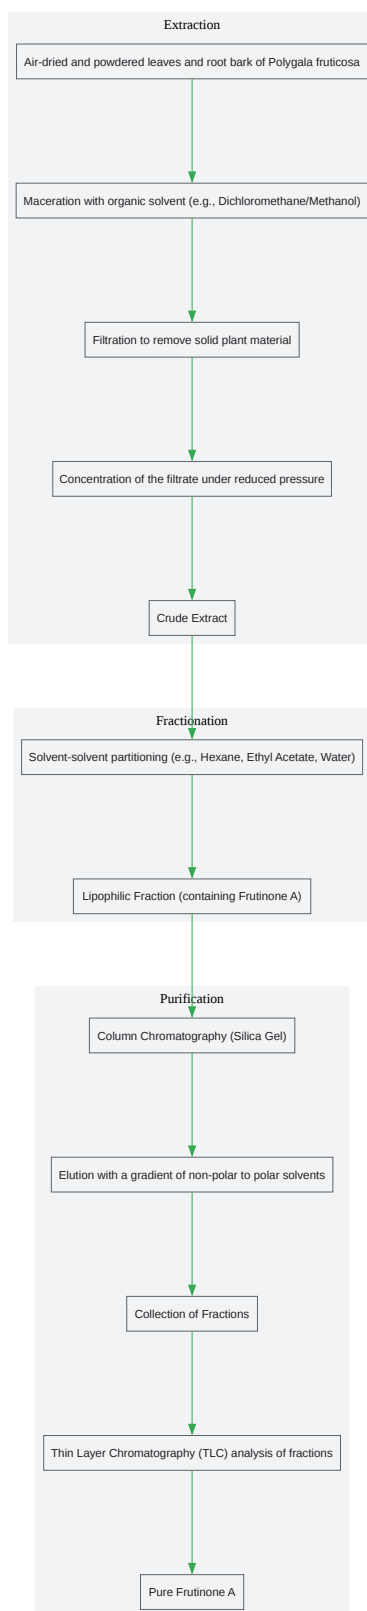 Extraction
Air-dried and powdered leaves and root bark of Polygala fruticosa
Maceration with organic solvent (e.g., Dichloromethane/Methanol)
Filtration to remove solid plant material
Concentration of the filtrate under reduced pressure
Crude Extract
Fractionation
Solvent-solvent partitioning (e.g., Hexane, Ethyl Acetate, Water)
Lipophilic Fraction (containing Frutinone A)
Purification
Column Chromatography (Silica Gel)
Elution with a gradient of non-polar to polar solvents
Collection of Fractions
Thin Layer Chromatography (TLC) analysis of fractions
Pure Frutinone A